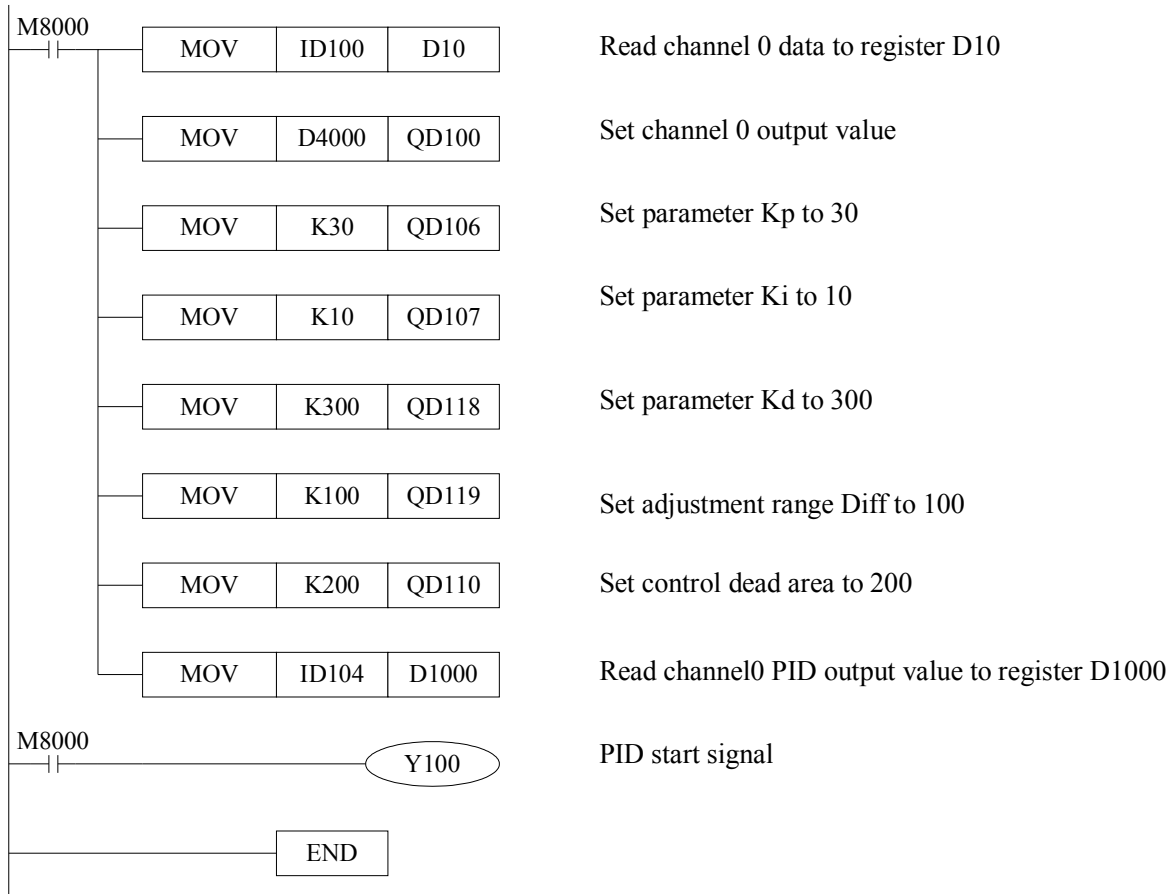 M8000
MOV ID100 D10 Read channel 0 data to register D10
MOV D4000 QD100 Set channel 0 output value
MOV K30 QD106 Set parameter Kp to 30
MOV K10 QD107 Set parameter Ki to 10
MOV K300 QD118 Set parameter Kd to 300
MOV K100 QD119 Set adjustment range Diff to 100
MOV K200 QD110 Set control dead area to 200
MOV ID104 D1000 Read channel0 PID output value to register D1000
M8000
Y100 PID start signal
END